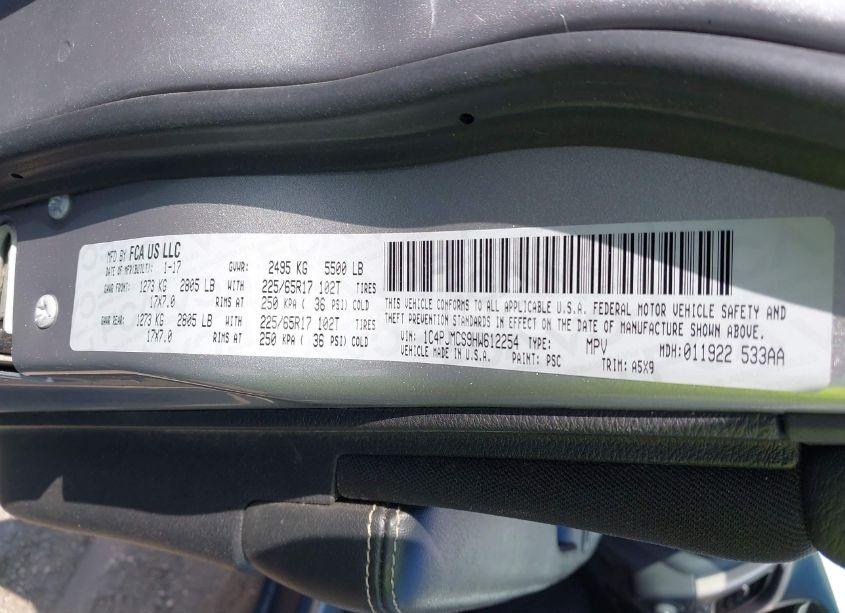 MFD BY FCA US LLC
DATE OF MFR(BUILT): 1-17 GVWR: 2495 KG 5500 LB
GAWR FRONT: 1273 KG 2805 LB WITH 225/65R17 102T TIRES
17X7.0 RIMS AT 250 KPA ( 36 PSI) COLD
GAWR REAR: 1273 KG 2805 LB WITH 225/65R17 102T TIRES
17X7.0 RIMS AT 250 KPA ( 36 PSI) COLD
THIS VEHICLE CONFORMS TO ALL APPLICABLE U.S.A. FEDERAL MOTOR VEHICLE SAFETY AND
THEFT PREVENTION STANDARDS IN EFFECT ON THE DATE OF MANUFACTURE SHOWN ABOVE.
VIN: 1C4PJMCS9HW612254 TYPE: MPV MDH: 011922 533AA
VEHICLE MADE IN U.S.A. PAINT: PSC TRIM: A5X9